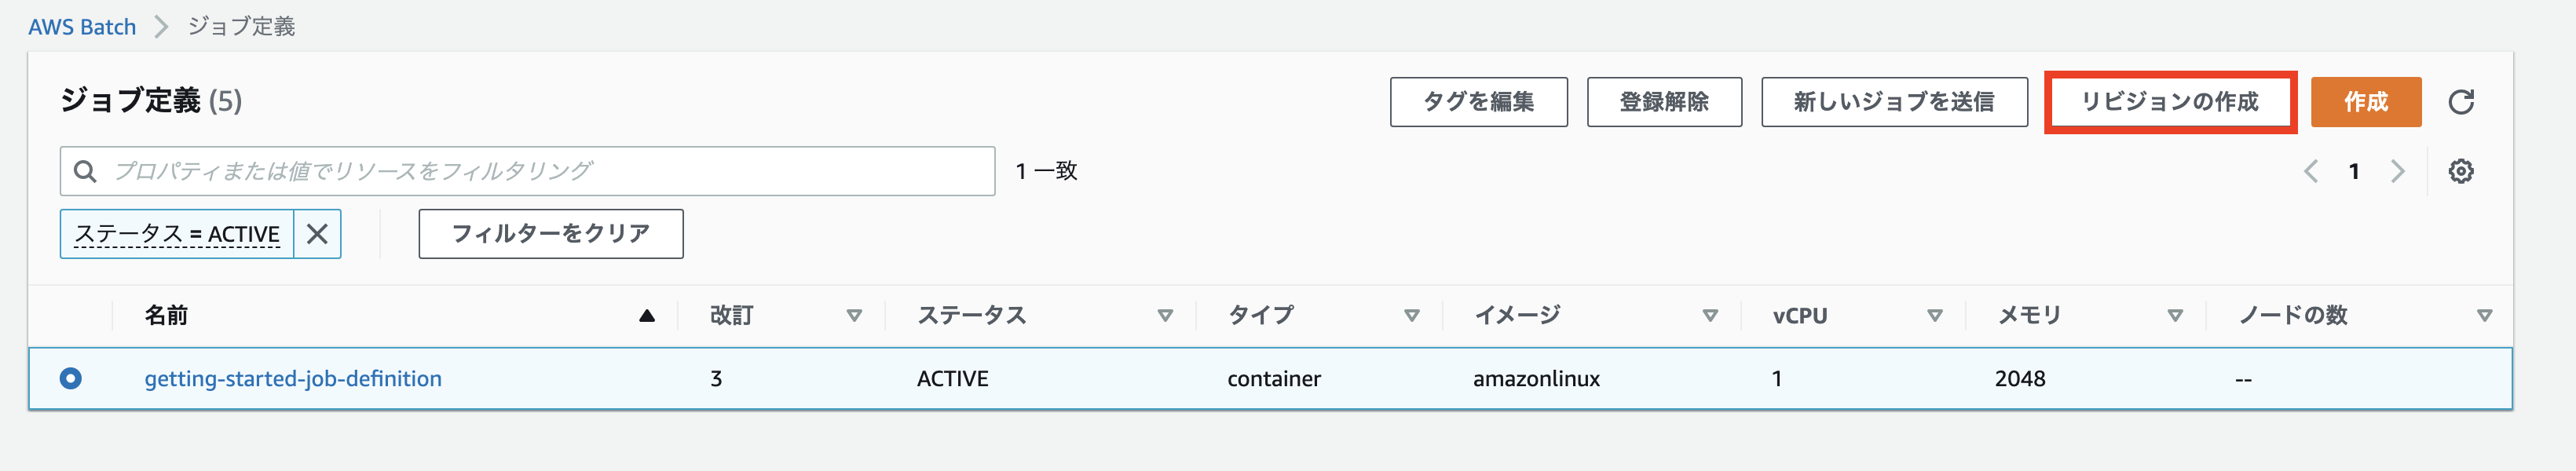 AWS Batch > ジョブ定義
ジョブ定義 (5) タグを編集 登録解除 新しいジョブを送信 リビジョンの作成 作成
プロパティまたは値でリソースをフィルタリング 1 一致 1
ステータス = ACTIVE フィルターをクリア
名前 改訂 ステータス タイプ イメージ vCPU メモリ ノードの数
getting-started-job-definition 3 ACTIVE container amazonlinux 1 2048 --